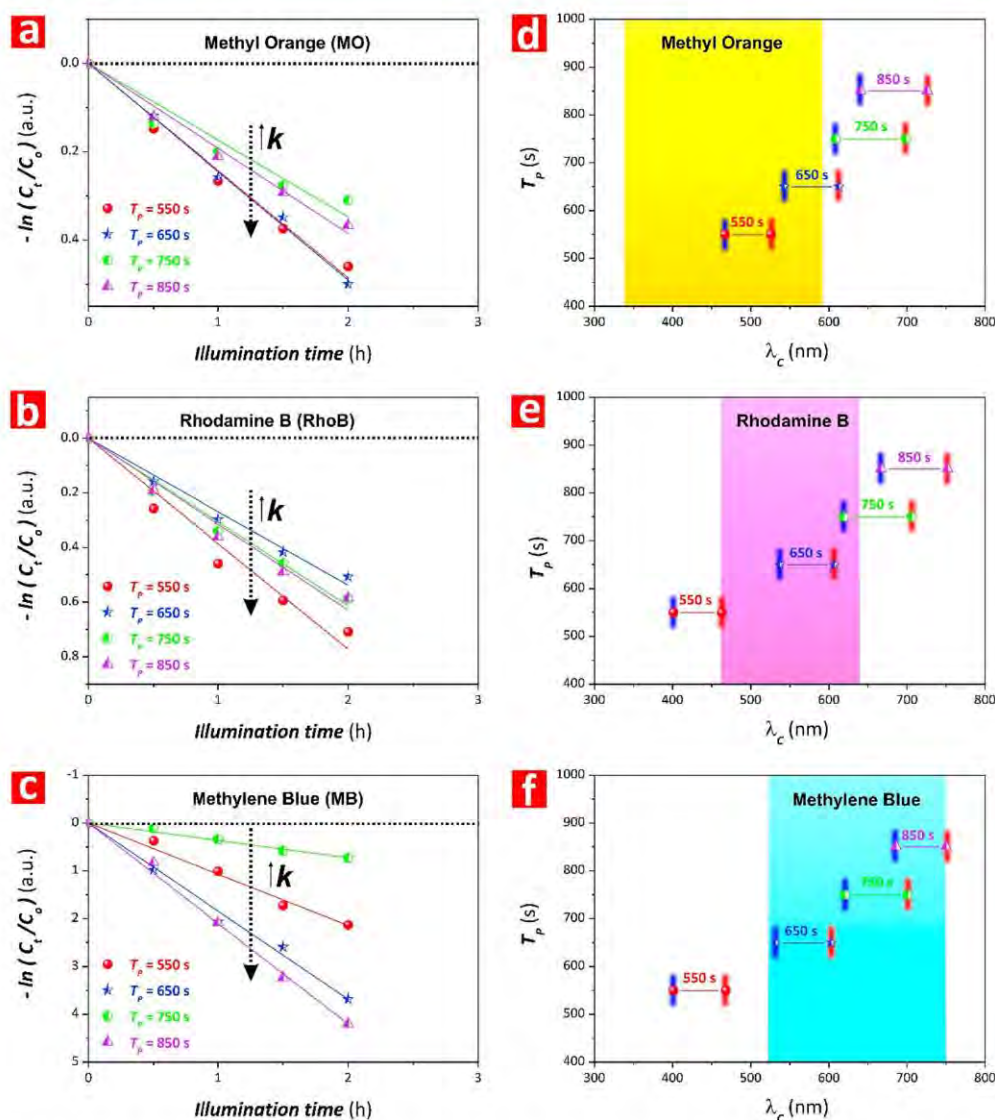 a
Methyl Orange (MO)
0.0
0.2
0.4
- ln (Ct/Co) (a.u.)
↑k
Tp = 550 s
Tp = 650 s
Tp = 750 s
Tp = 850 s
0 1 2 3
Illumination time (h)
d
Methyl Orange
1000
900
800
700
600
500
400
Tp (s)
850 s
750 s
650 s
550 s
300 400 500 600 700 800
λc (nm)
b
Rhodamine B (RhoB)
0.0
0.2
0.4
0.6
0.8
- ln (Ct/Co) (a.u.)
↑k
Tp = 550 s
Tp = 650 s
Tp = 750 s
Tp = 850 s
0 1 2 3
Illumination time (h)
e
Rhodamine B
1000
900
800
700
600
500
400
Tp (s)
850 s
750 s
650 s
550 s
300 400 500 600 700 800
λc (nm)
c
Methylene Blue (MB)
-1
0
1
2
3
4
5
- ln (Ct/Co) (a.u.)
↑k
Tp = 550 s
Tp = 650 s
Tp = 750 s
Tp = 850 s
0 1 2 3
Illumination time (h)
f
Methylene Blue
1000
900
800
700
600
500
400
Tp (s)
850 s
750 s
650 s
550 s
300 400 500 600 700 800
λc (nm)